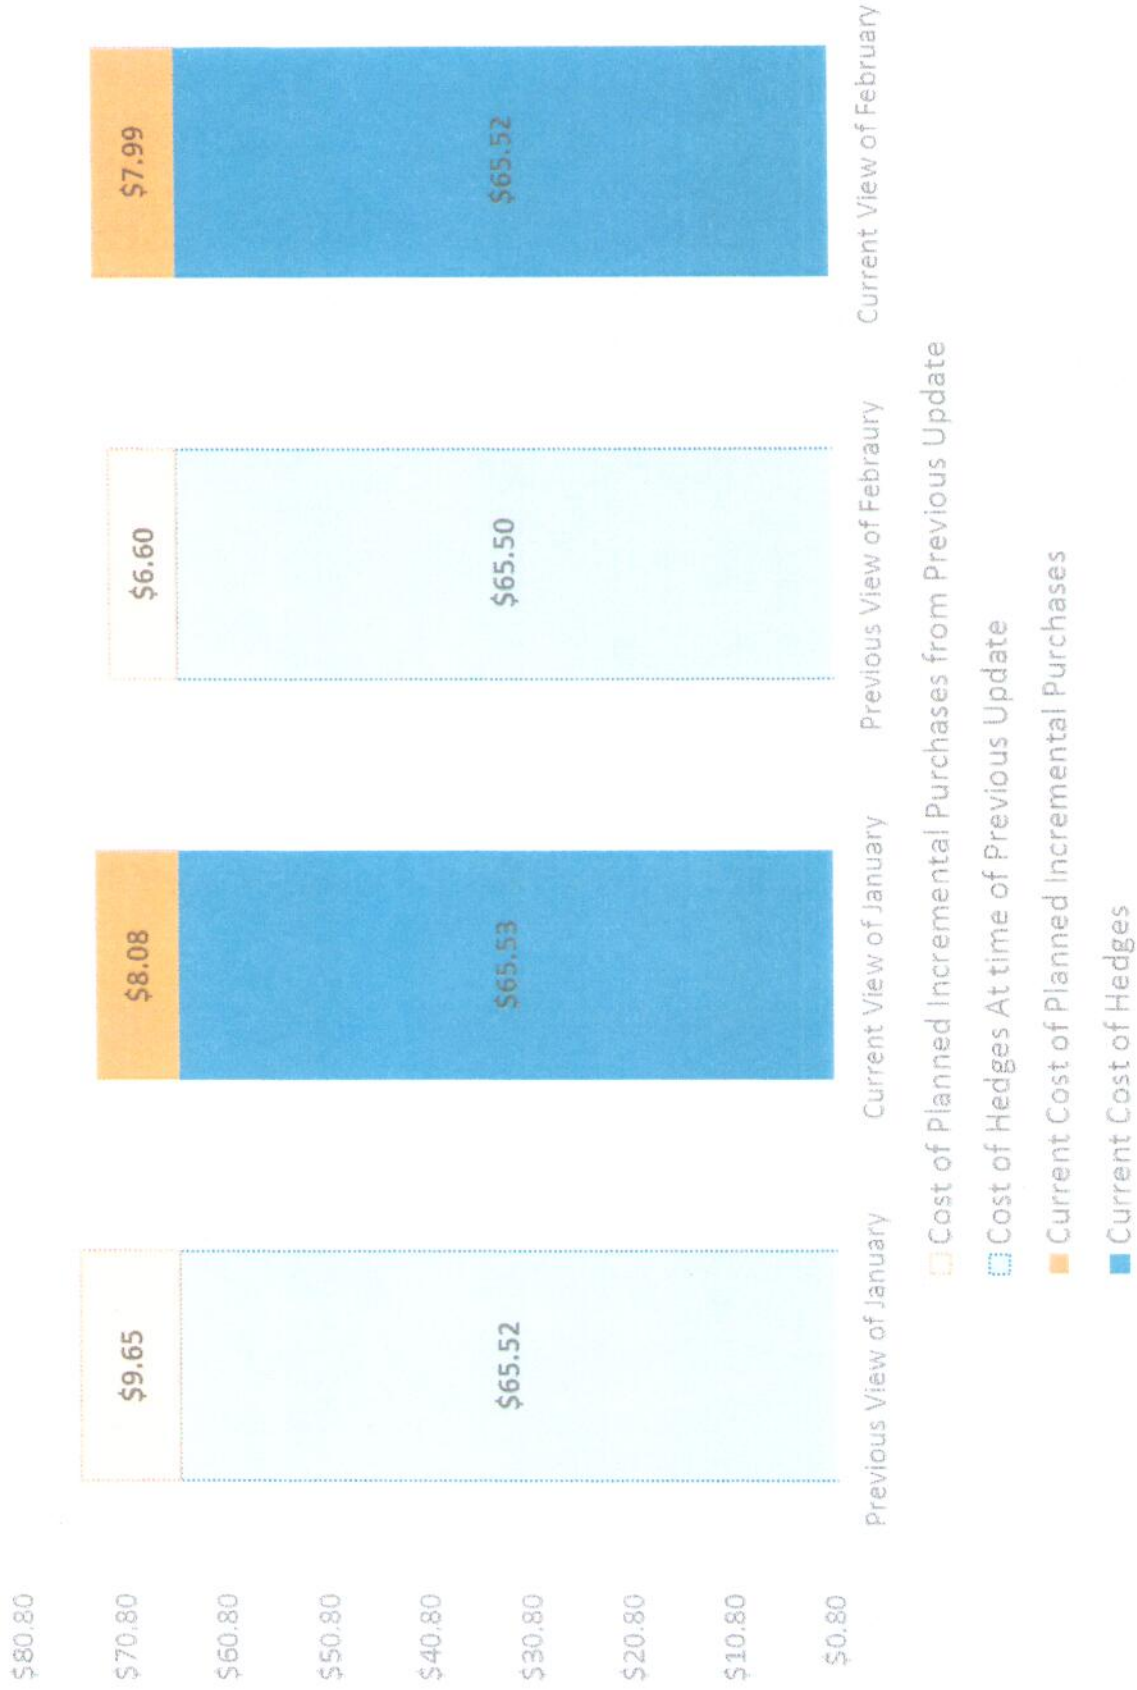 $80.80
$70.80
$60.80
$50.80
$40.80
$30.80
$20.80
$10.80
$0.80
$9.65
$65.52
$8.08
$65.53
$6.60
$65.50
$7.99
$65.52
Previous View of January
Current View of January
Previous View of Febraury
Current View of February
Cost of Planned Incremental Purchases from Previous Update
Cost of Hedges At time of Previous Update
Current Cost of Planned Incremental Purchases
Current Cost of Hedges